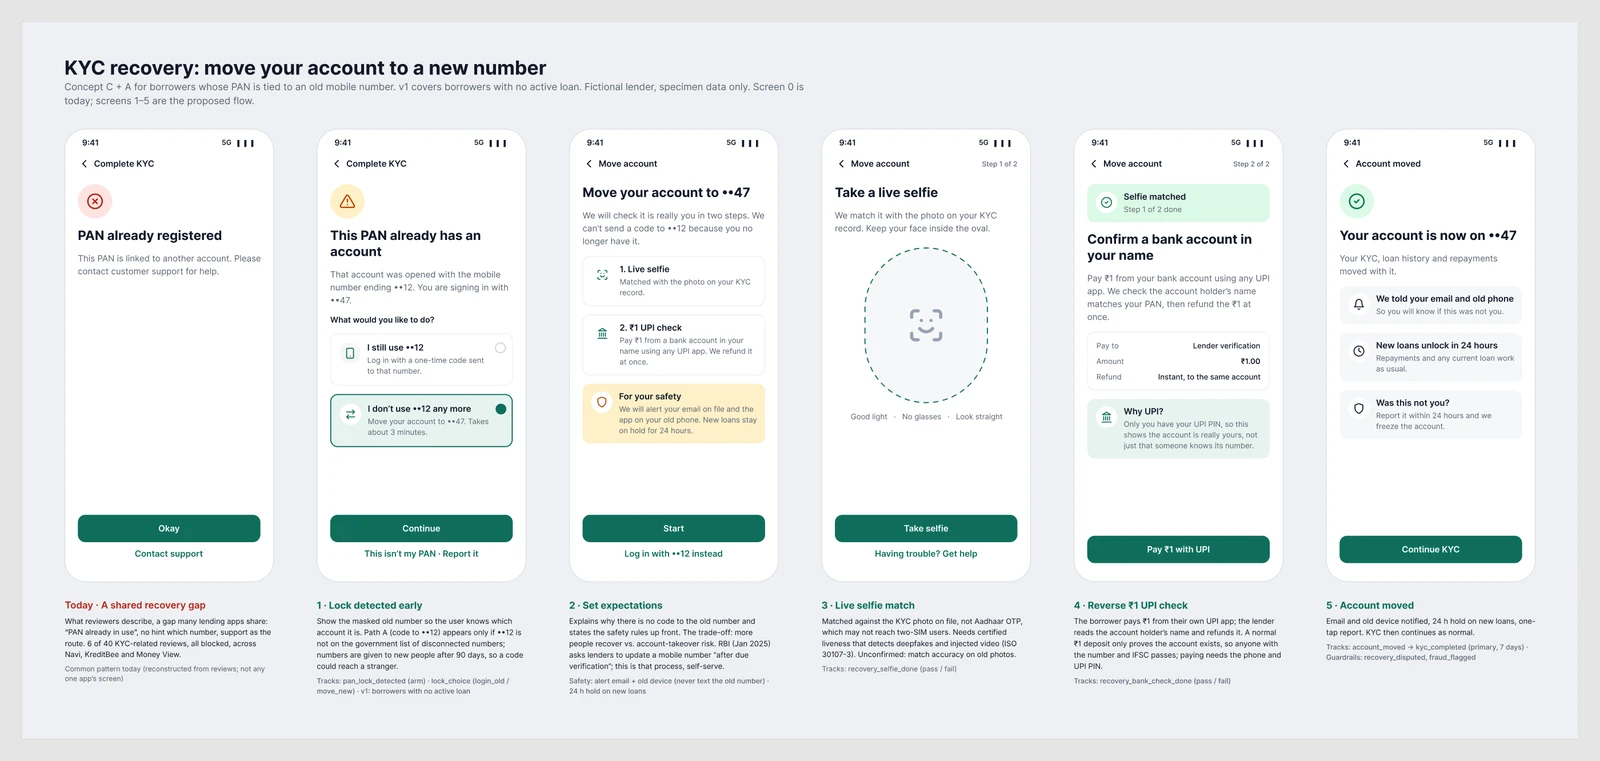 KYC recovery: move your account to a new number
Concept C + A for borrowers whose PAN is tied to an old mobile number. v1 covers borrowers with no active loan. Fictional lender, specimen data only. Screen 0 is
today; screens 1–5 are the proposed flow.
9:41
5G
Complete KYC
PAN already registered
This PAN is linked to another account. Please
contact customer support for help.
Okay
Contact support
Today · A shared recovery gap
What reviewers describe, a gap many lending apps share:
“PAN already in use”, no hint which number, support as the
route. 6 of 40 KYC-related reviews, all blocked, across
Navi, KreditBee and Money View.
Common pattern today (reconstructed from reviews; not any
one app’s screen)
9:41
5G
Complete KYC
This PAN already has an
account
That account was opened with the mobile
number ending ••12. You are signing in with
••47.
What would you like to do?
I still use ••12
Log in with a one-time code sent
to that number.
I don’t use ••12 any more
Move your account to ••47. Takes
about 3 minutes.
Continue
This isn’t my PAN · Report it
1 · Lock detected early
Show the masked old number so the user knows which
account it is. Path A (code to ••12) appears only if ••12 is
not on the government list of disconnected numbers;
numbers are given to new people after 90 days, so a code
could reach a stranger.
Tracks: pan_lock_detected (arm) · lock_choice (login_old /
move_new) · v1: borrowers with no active loan
9:41
5G
Move account
Move your account to ••47
We will check it is really you in two steps. We
can’t send a code to ••12 because you no
longer have it.
1. Live selfie
Matched with the photo on your KYC
record.
2. ₹1 UPI check
Pay ₹1 from a bank account in your
name using any UPI app. We refund it
at once.
For your safety
We will alert your email on file and the
app on your old phone. New loans stay
on hold for 24 hours.
Start
Log in with ••12 instead
2 · Set expectations
Explains why there is no code to the old number and
states the safety rules up front. The trade-off: more
people recover vs. account-takeover risk. RBI (Jan 2025)
asks lenders to update a mobile number “after due
verification”; this is that process, self-serve.
Safety: alert email + old device (never text the old number) ·
24 h hold on new loans
9:41
5G
Move account
Step 1 of 2
Take a live selfie
We match it with the photo on your KYC
record. Keep your face inside the oval.
Good light · No glasses · Look straight
Take selfie
Having trouble? Get help
3 · Live selfie match
Matched against the KYC photo on file, not Aadhaar OTP,
which may not reach two-SIM users. Needs certified
liveness that detects deepfakes and injected video (ISO
30107-3). Unconfirmed: match accuracy on old photos.
Tracks: recovery_selfie_done (pass / fail)
9:41
5G
Move account
Step 2 of 2
Selfie matched
Step 1 of 2 done
Confirm a bank account in
your name
Pay ₹1 from your bank account using any UPI
app. We check the account holder’s name
matches your PAN, then refund the ₹1 at
once.
Pay to Lender verification
Amount ₹1.00
Refund Instant, to the same account
Why UPI?
Only you have your UPI PIN, so this
shows the account is really yours, not
just that someone knows its number.
Pay ₹1 with UPI
4 · Reverse ₹1 UPI check
The borrower pays ₹1 from their own UPI app; the lender
reads the account holder’s name and refunds it. A normal
₹1 deposit only proves the account exists, so anyone with
the number and IFSC passes; paying needs the phone and
UPI PIN.
Tracks: recovery_bank_check_done (pass / fail)
9:41
5G
Account moved
Your account is now on ••47
Your KYC, loan history and repayments
moved with it.
We told your email and old phone
So you will know if this was not you.
New loans unlock in 24 hours
Repayments and any current loan work
as usual.
Was this not you?
Report it within 24 hours and we
freeze the account.
Continue KYC
5 · Account moved
Email and old device notified, 24 h hold on new loans, one-
tap report. KYC then continues as normal.
Tracks: account_moved → kyc_completed (primary, 7 days) ·
Guardrails: recovery_disputed, fraud_flagged